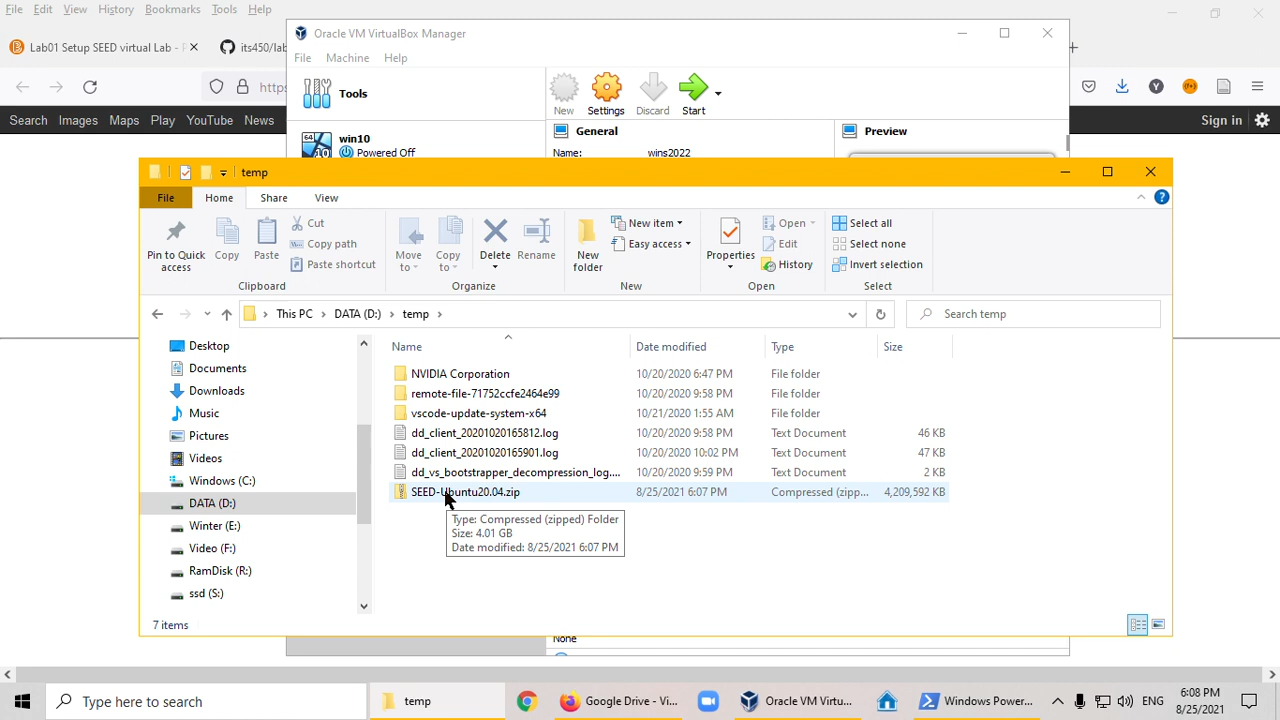 File Edit View History Bookmarks Tools Help
Oracle VM VirtualBox Manager
Lab01 Setup SEED virtual Lab - its450/lab
File Machine Help
https
Tools
New Settings Discard Start
Search Images Maps Play YouTube News Sign in
General Preview
win10
Powered Off
Name: wins2022
temp
File Home Share View
Pin to Quick access
Copy
Paste
Cut
Copy path
Paste shortcut
Clipboard
Move to
Copy to
Delete
Rename
Organize
New folder
New item
Easy access
New
Properties
Open
Edit
History
Open
Select all
Select none
Invert selection
Select
This PC DATA (D:) temp
Search temp
Desktop
Documents
Downloads
Music
Pictures
Videos
Windows (C:)
DATA (D:)
Winter (E:)
Video (F:)
RamDisk (R:)
ssd (S:)
Name Date modified Type Size
NVIDIA Corporation 10/20/2020 6:47 PM File folder
remote-file-71752ccfe2464e99 10/20/2020 9:58 PM File folder
vscode-update-system-x64 10/21/2020 1:55 AM File folder
dd_client_20201020165812.log 10/20/2020 9:58 PM Text Document 46 KB
dd_client_20201020165901.log 10/20/2020 10:02 PM Text Document 47 KB
dd_vs_bootstrapper_decompression_log.... 10/20/2020 9:59 PM Text Document 2 KB
SEED-Ubuntu20.04.zip 8/25/2021 6:07 PM Compressed (zipp... 4,209,592 KB
Type: Compressed (zipped) Folder
Size: 4.01 GB
Date modified: 8/25/2021 6:07 PM
7 items
None
Type here to search
temp
Google Drive - Vi...
Oracle VM Virtu...
Windows Power...
ENG
6:08 PM
8/25/2021